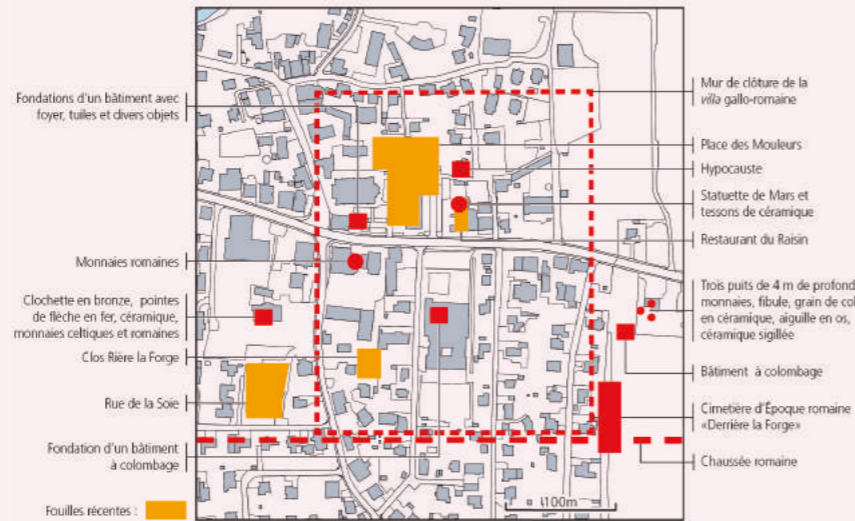 Fondations d'un bâtiment avec
foyer, tuiles et divers objets
Monnaies romaines
Clochette en bronze, pointes
de flèche en fer, céramique,
monnaies celtiques et romaines
Clos Rière la Forge
Rue de la Soie
Fondation d'un bâtiment
à colombage
Fouilles récentes :
Mur de clôture de la
villa gallo-romaine
Place des Mouleurs
Hypocauste
Statuette de Mars et
tessons de céramique
Restaurant du Raisin
Trois puits de 4 m de profond
monnaies, fibule, grain de col
en céramique, aiguille en os,
céramique sigillée
Bâtiment à colombage
Cimetière d'Époque romaine
«Derrière la Forge»
Chaussée romaine
100m